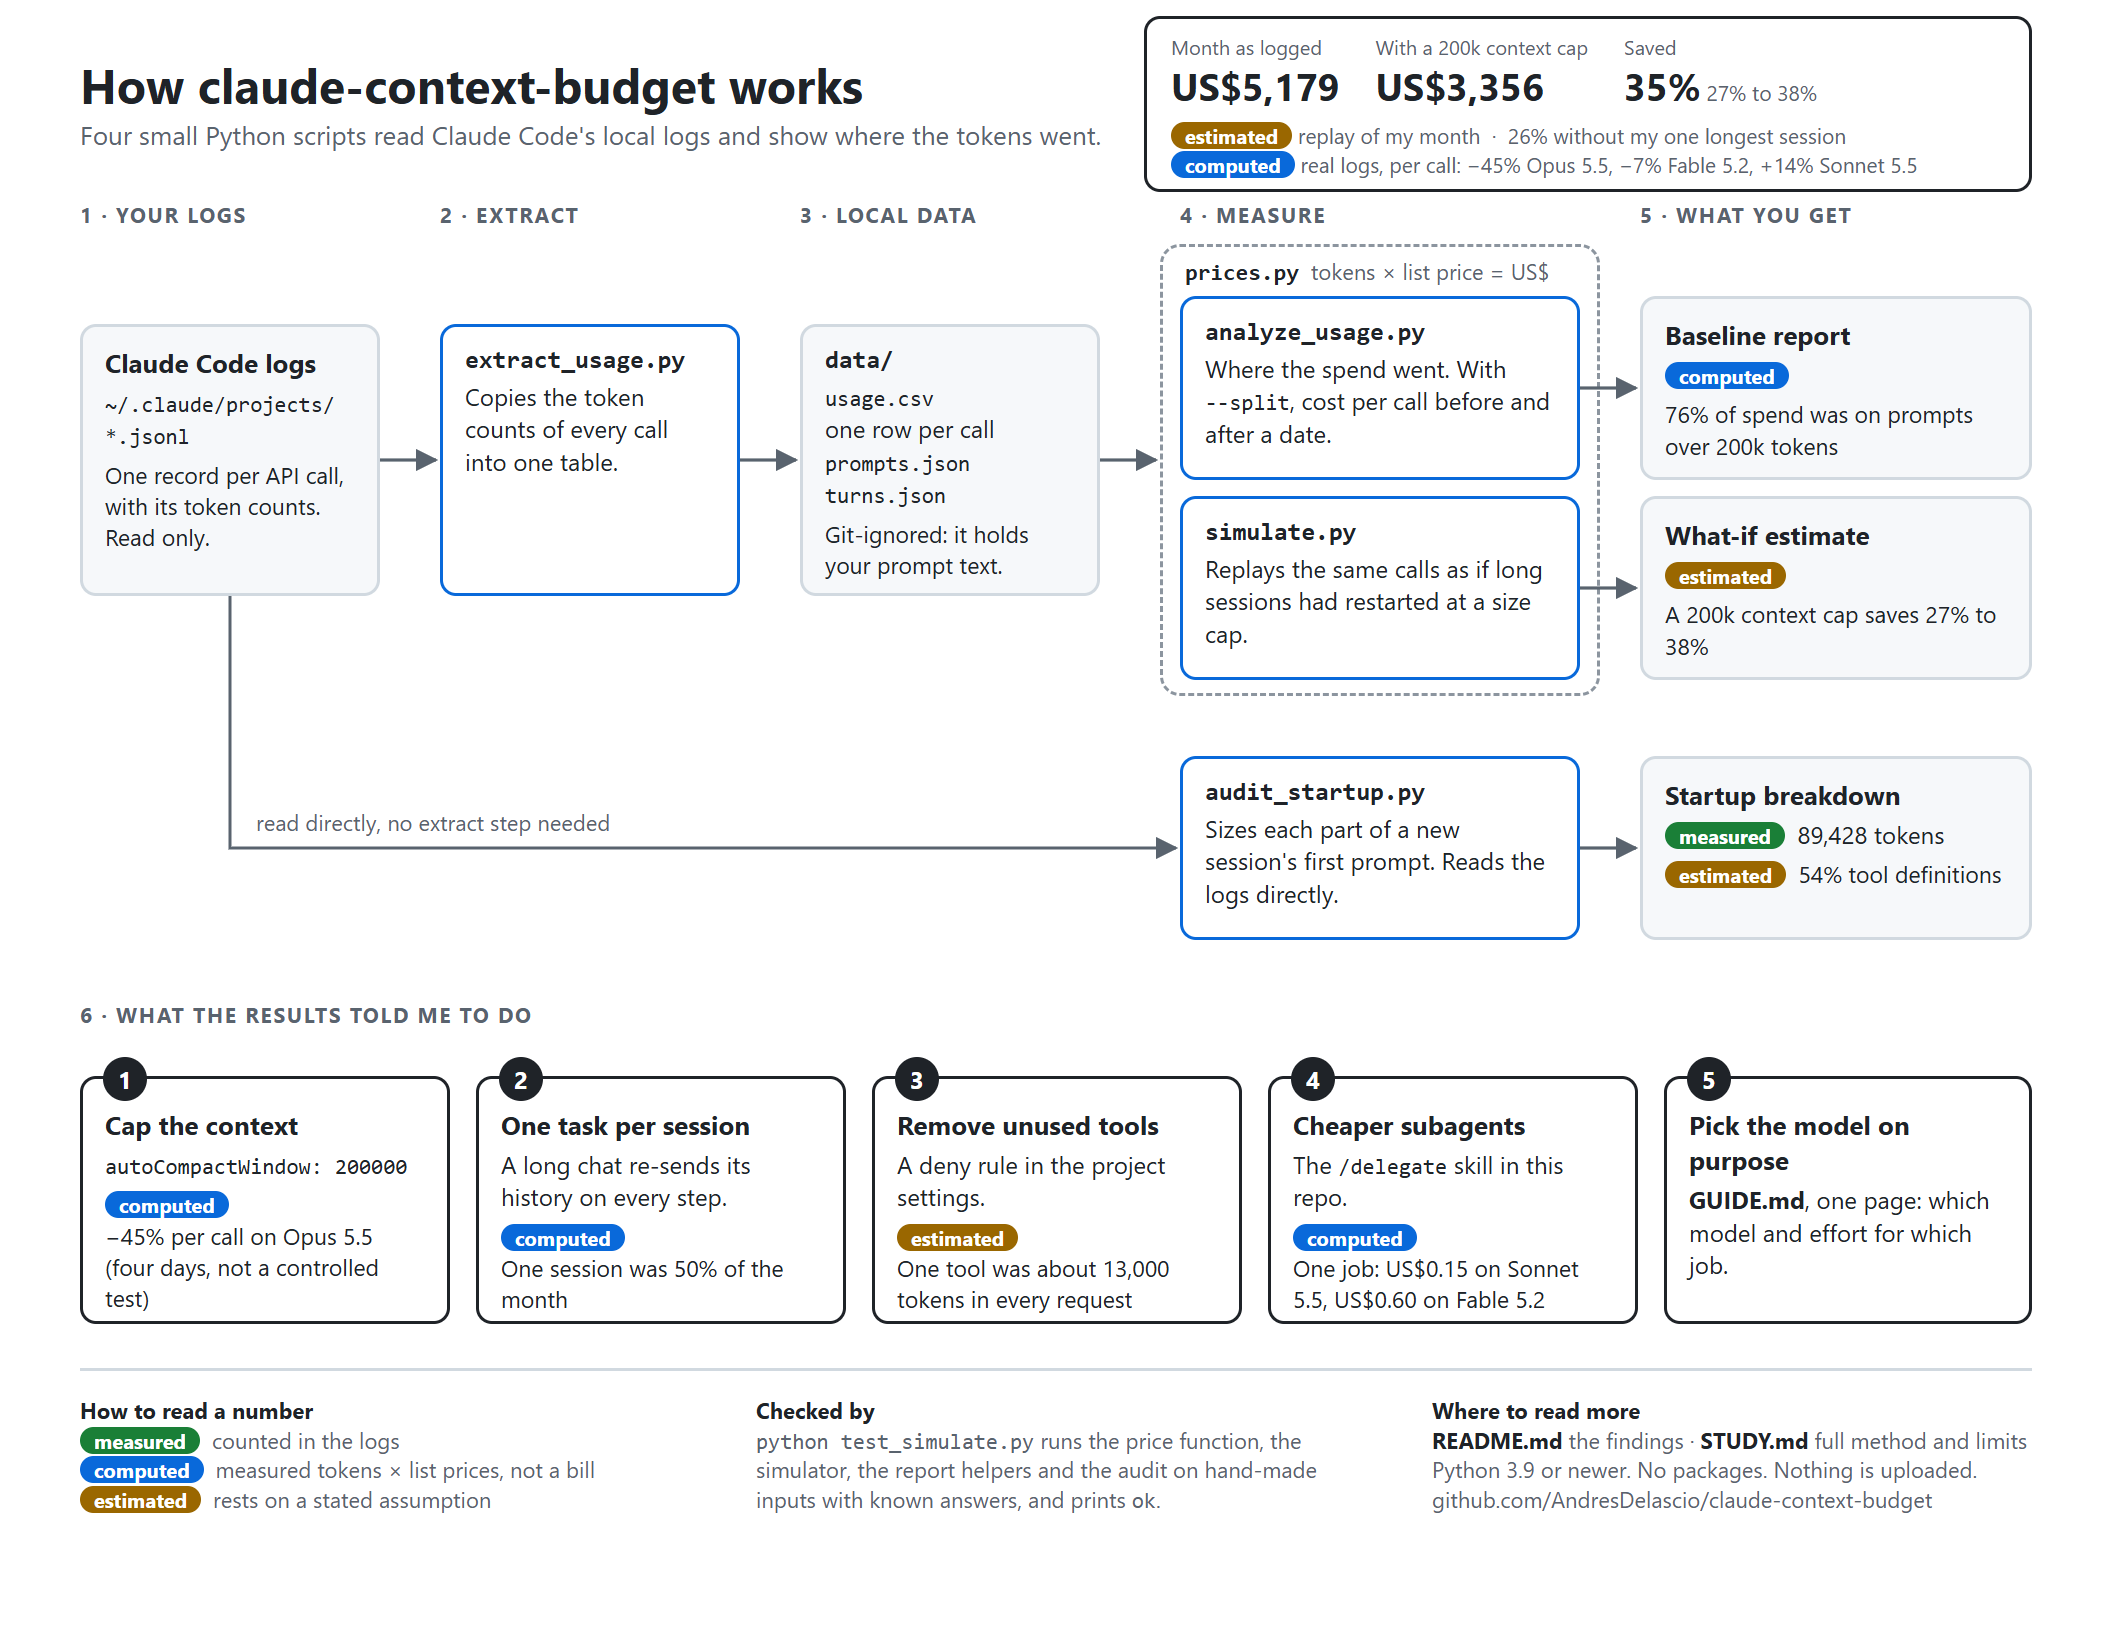 How claude-context-budget works
Four small Python scripts read Claude Code's local logs and show where the tokens went.
Month as logged
US$5,179
With a 200k context cap
US$3,356
Saved
35% 27% to 38%
estimated replay of my month · 26% without my one longest session
computed real logs, per call: −45% Opus 5.5, −7% Fable 5.2, +14% Sonnet 5.5
1 · YOUR LOGS
2 · EXTRACT
3 · LOCAL DATA
4 · MEASURE
5 · WHAT YOU GET
Claude Code logs
~/.claude/projects/
*.jsonl
One record per API call,
with its token counts.
Read only.
extract_usage.py
Copies the token
counts of every call
into one table.
data/
usage.csv
one row per call
prompts.json
turns.json
Git-ignored: it holds
your prompt text.
prices.py tokens × list price = US$
analyze_usage.py
Where the spend went. With
--split, cost per call before and
after a date.
simulate.py
Replays the same calls as if long
sessions had restarted at a size
cap.
Baseline report
computed
76% of spend was on prompts
over 200k tokens
What-if estimate
estimated
A 200k context cap saves 27% to
38%
read directly, no extract step needed
audit_startup.py
Sizes each part of a new
session's first prompt. Reads the
logs directly.
Startup breakdown
measured 89,428 tokens
estimated 54% tool definitions
6 · WHAT THE RESULTS TOLD ME TO DO
1
Cap the context
autoCompactWindow: 200000
computed
−45% per call on Opus 5.5
(four days, not a controlled
test)
2
One task per session
A long chat re-sends its
history on every step.
computed
One session was 50% of the
month
3
Remove unused tools
A deny rule in the project
settings.
estimated
One tool was about 13,000
tokens in every request
4
Cheaper subagents
The /delegate skill in this
repo.
computed
One job: US$0.15 on Sonnet
5.5, US$0.60 on Fable 5.2
5
Pick the model on
purpose
GUIDE.md, one page: which
model and effort for which
job.
How to read a number
measured counted in the logs
computed measured tokens × list prices, not a bill
estimated rests on a stated assumption
Checked by
python test_simulate.py runs the price function, the
simulator, the report helpers and the audit on hand-made
inputs with known answers, and prints ok.
Where to read more
README.md the findings · STUDY.md full method and limits
Python 3.9 or newer. No packages. Nothing is uploaded.
github.com/AndresDelascio/claude-context-budget